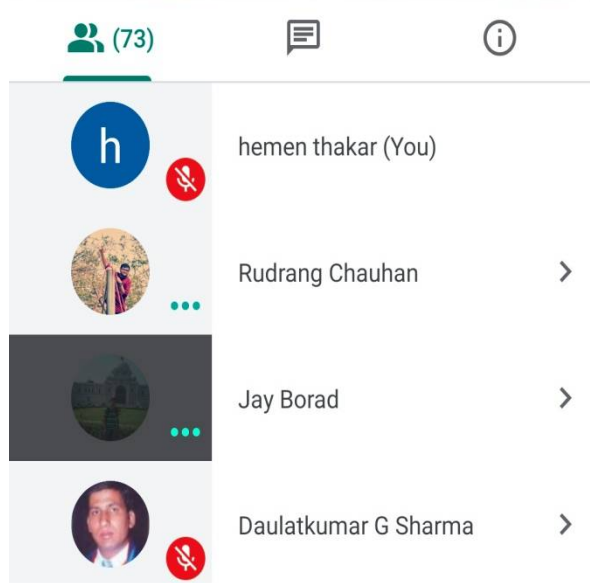 (73)
h
hemen thakar (You)
Rudrang Chauhan
Jay Borad
Daulatkumar G Sharma